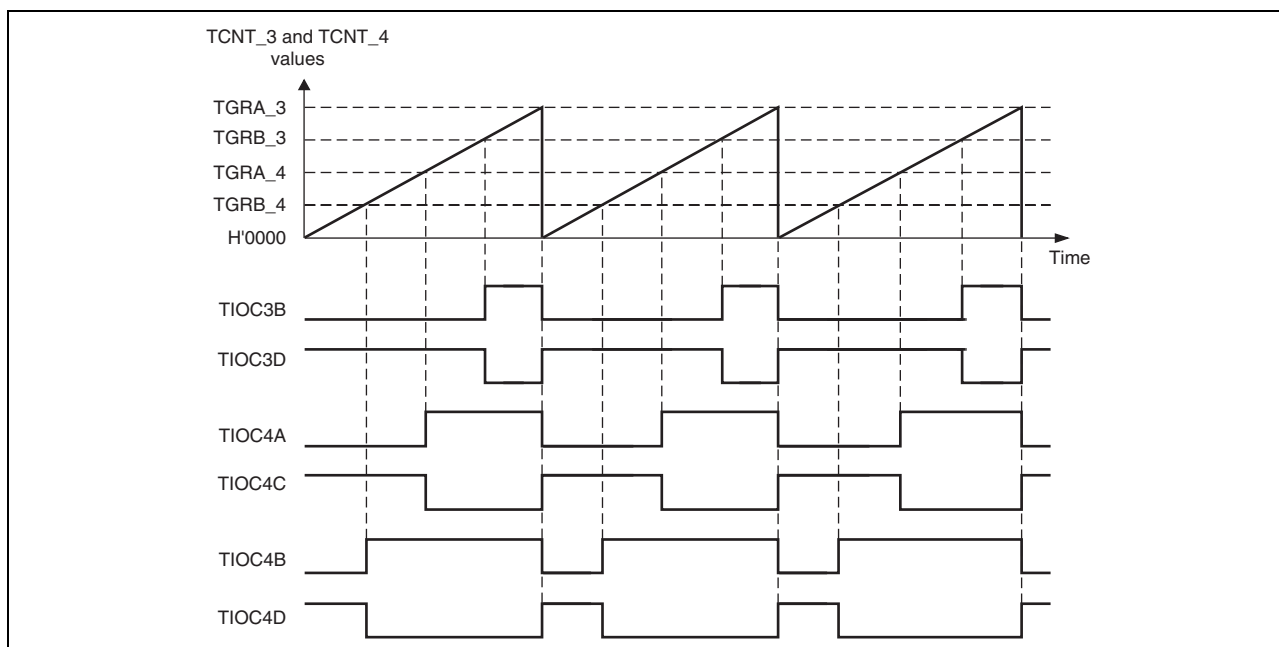 TCNT_3 and TCNT_4
values
TGRA_3
TGRB_3
TGRA_4
TGRB_4
H'0000
Time
TIOC3B
TIOC3D
TIOC4A
TIOC4C
TIOC4B
TIOC4D